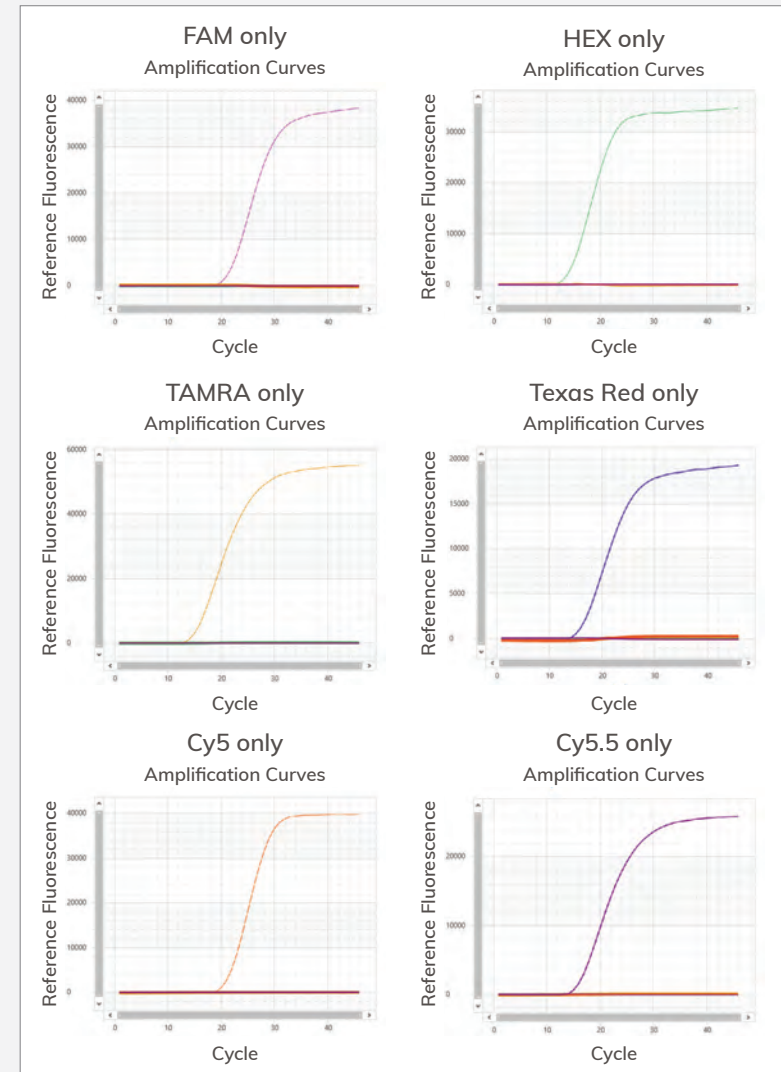 FAM only
Amplification Curves
Reference Fluorescence
40000
30000
20000
10000
0
0 10 20 30 40
Cycle
HEX only
Amplification Curves
Reference Fluorescence
30000
20000
10000
0
0 10 20 30 40
Cycle
TAMRA only
Amplification Curves
Reference Fluorescence
60000
40000
20000
0
0 10 20 30 40
Cycle
Texas Red only
Amplification Curves
Reference Fluorescence
20000
15000
10000
5000
0
0 10 20 30 40
Cycle
Cy5 only
Amplification Curves
Reference Fluorescence
40000
30000
20000
10000
0
0 10 20 30 40
Cycle
Cy5.5 only
Amplification Curves
Reference Fluorescence
20000
10000
0
0 10 20 30 40
Cycle